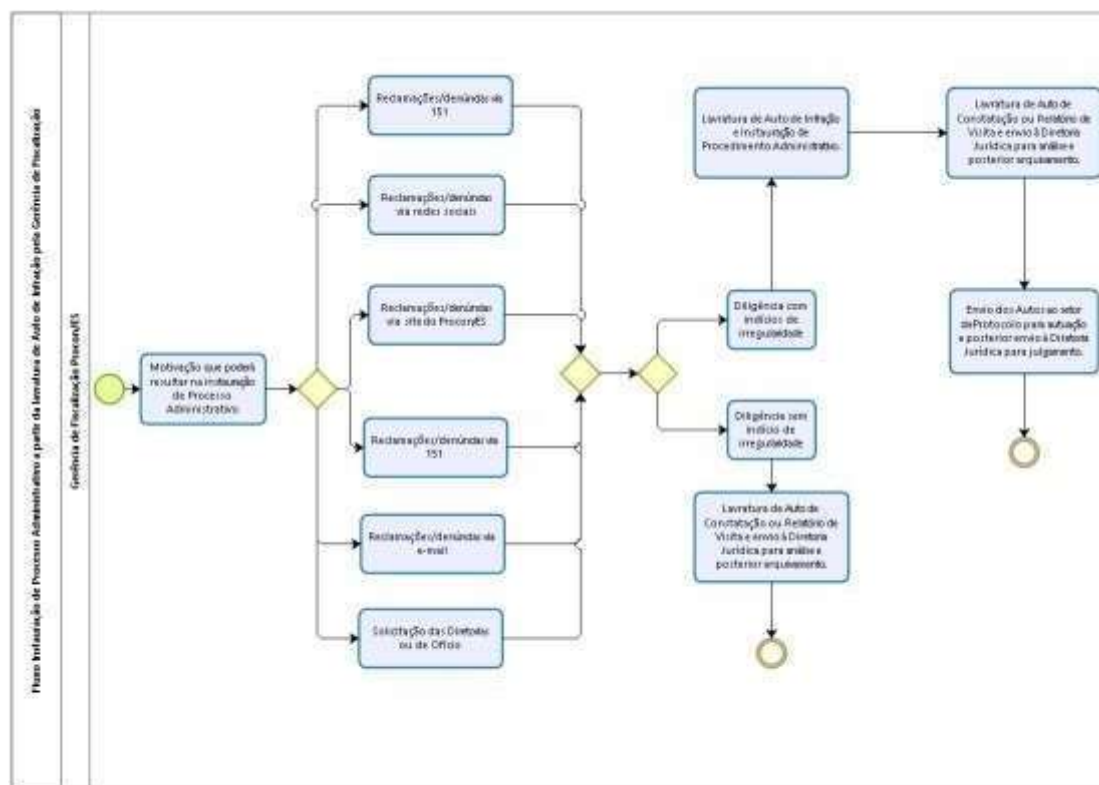 Fluxo Instauração de Processo Administrativo a partir da lavratura de Auto de Infração pela Gerência de Fiscalização
Gerência de Fiscalização Procon/ES
Motivação que poderá
resultar na instauração
de Processo
Administrativo
Reclamações/denúncias via
151
Reclamações/denúncias
via redes sociais
Reclamações/denúncias
via site do Procon/ES
Reclamações/denúncias via
151
Reclamações/denúncias via
e-mail
Solicitação das Diretorias
ou de Ofício
Diligência com
indícios de
irregularidade
Diligência sem
indício de
irregularidade
Lavratura de Auto de Infração
e Instauração de
Procedimento Administrativo.
Lavratura de Auto de
Constatação ou Relatório de
Visita e envio à Diretoria
Jurídica para análise e
posterior arquivamento.
Lavratura de Auto de
Constatação ou Relatório de
Visita e envio à Diretoria
Jurídica para análise e
posterior arquivamento.
Envio dos Autos ao setor
de Protocolo para autuação
e posterior envio à Diretoria
Jurídica para julgamento.